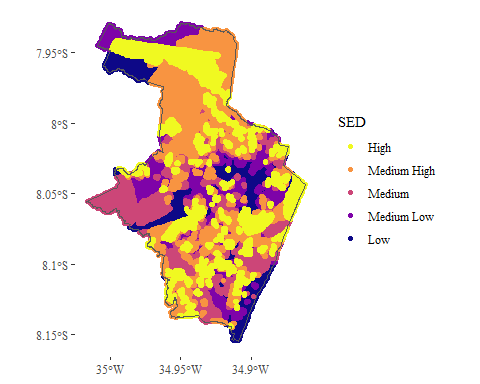 7.95°S
8°S
8.05°S
8.1°S
8.15°S
35°W
34.95°W
34.9°W
SED
High
Medium High
Medium
Medium Low
Low